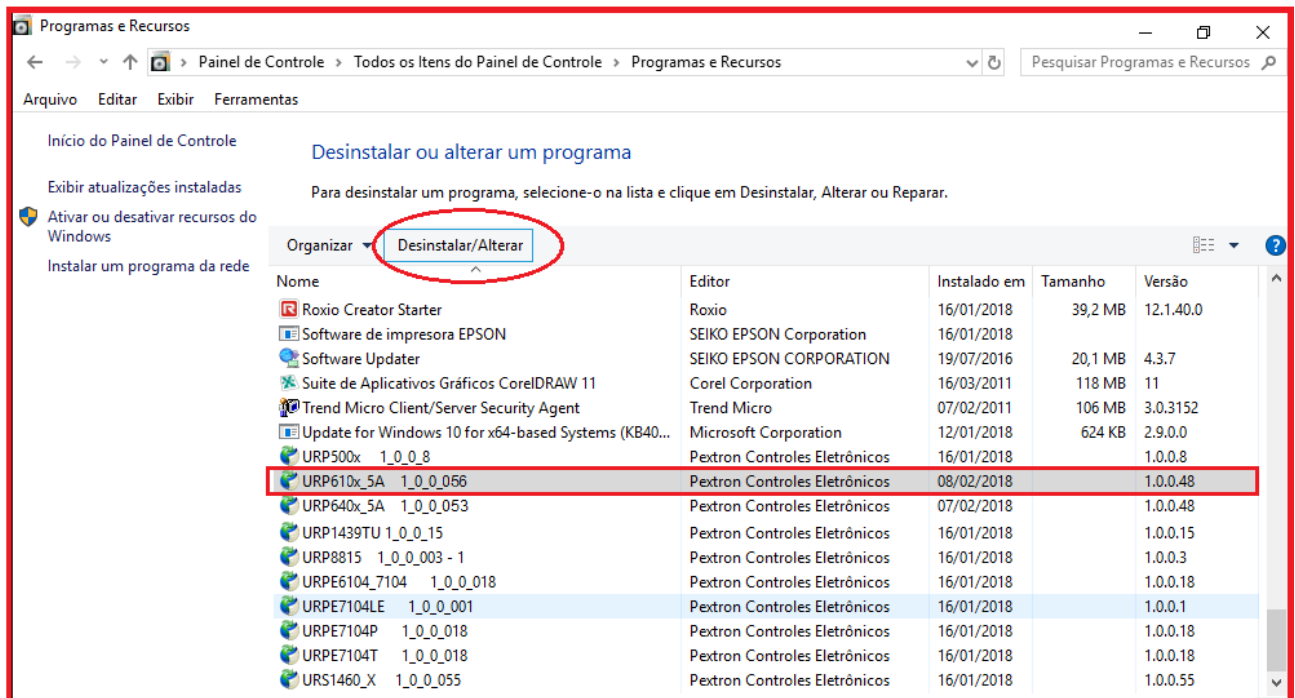 Programas e Recursos
Painel de Controle > Todos os Itens do Painel de Controle > Programas e Recursos
Pesquisar Programas e Recursos
Arquivo Editar Exibir Ferramentas
Início do Painel de Controle
Exibir atualizações instaladas
Ativar ou desativar recursos do
Windows
Instalar um programa da rede
Desinstalar ou alterar um programa
Para desinstalar um programa, selecione-o na lista e clique em Desinstalar, Alterar ou Reparar.
Organizar Desinstalar/Alterar
Nome Editor Instalado em Tamanho Versão
Roxio Creator Starter Roxio 16/01/2018 39,2 MB 12.1.40.0
Software de impresora EPSON SEIKO EPSON Corporation 16/01/2018
Software Updater SEIKO EPSON CORPORATION 19/07/2016 20,1 MB 4.3.7
Suite de Aplicativos Gráficos CorelDRAW 11 Corel Corporation 16/03/2011 118 MB 11
Trend Micro Client/Server Security Agent Trend Micro 07/02/2011 106 MB 3.0.3152
Update for Windows 10 for x64-based Systems (KB40... Microsoft Corporation 12/01/2018 624 KB 2.9.0.0
URP500x 1_0_0_8 Pextron Controles Eletrônicos 16/01/2018 1.0.0.8
URP610x_5A 1_0_0_056 Pextron Controles Eletrônicos 08/02/2018 1.0.0.48
URP640x_5A 1_0_0_053 Pextron Controles Eletrônicos 07/02/2018 1.0.0.48
URP1439TU 1_0_0_15 Pextron Controles Eletrônicos 16/01/2018 1.0.0.15
URP8815 1_0_0_003 - 1 Pextron Controles Eletrônicos 16/01/2018 1.0.0.3
URPE6104_7104 1_0_0_018 Pextron Controles Eletrônicos 16/01/2018 1.0.0.18
URPE7104LE 1_0_0_001 Pextron Controles Eletrônicos 16/01/2018 1.0.0.1
URPE7104P 1_0_0_018 Pextron Controles Eletrônicos 16/01/2018 1.0.0.18
URPE7104T 1_0_0_018 Pextron Controles Eletrônicos 16/01/2018 1.0.0.18
URS1460_X 1_0_0_055 Pextron Controles Eletrônicos 16/01/2018 1.0.0.55